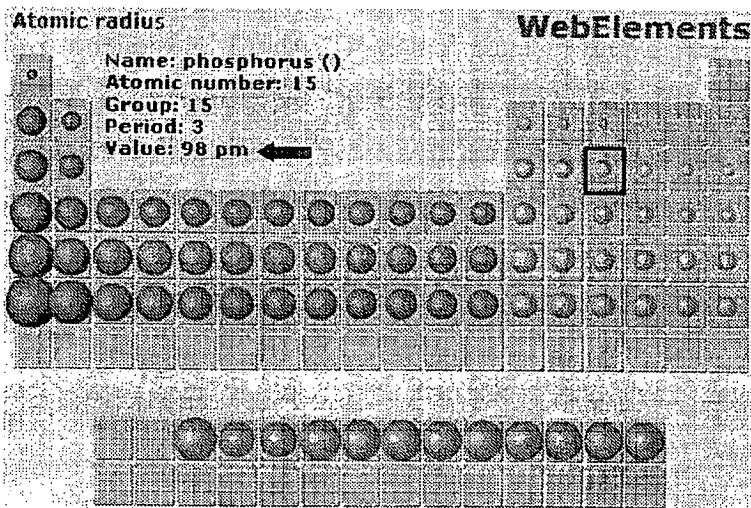 Atomic radius
WebElements
Name: phosphorus ()
Atomic number: 15
Group: 15
Period: 3
Value: 98 pm